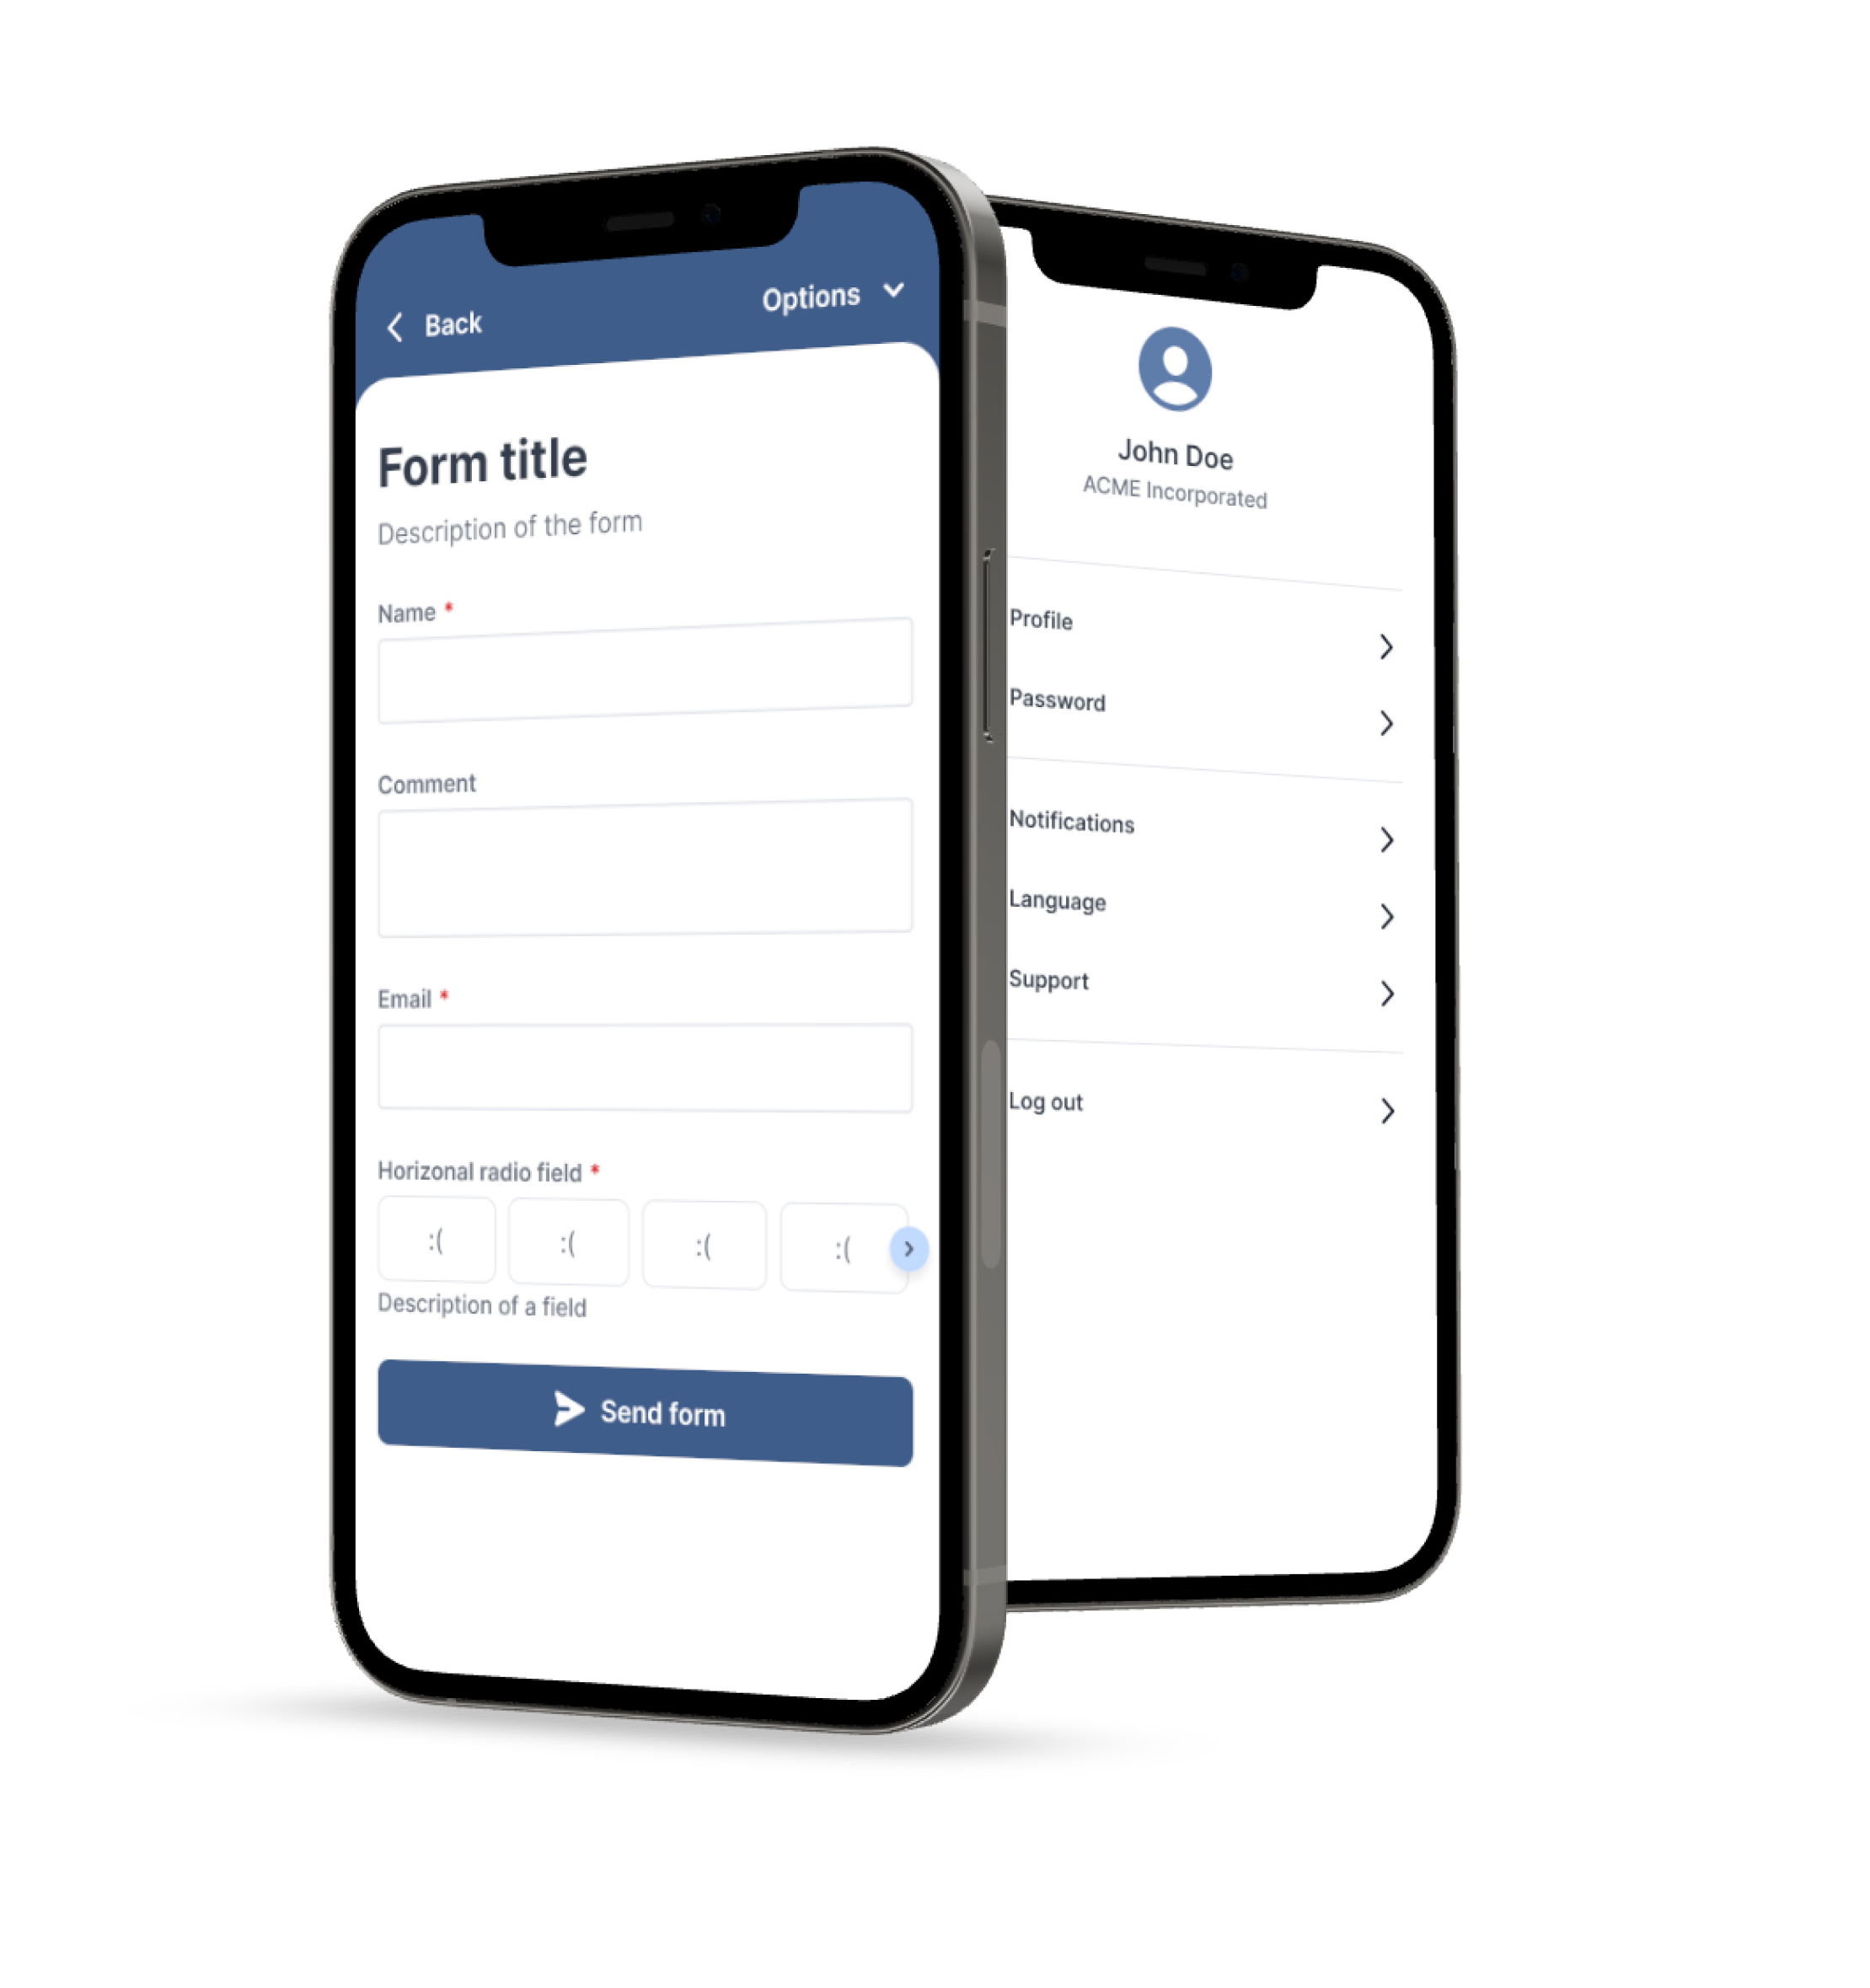 Back
Options
Form title
Description of the form
Name *
Comment
Email *
Horizonal radio field *
:( :( :( :(
Description of a field
Send form
John Doe
ACME Incorporated
Profile
Password
Notifications
Language
Support
Log out